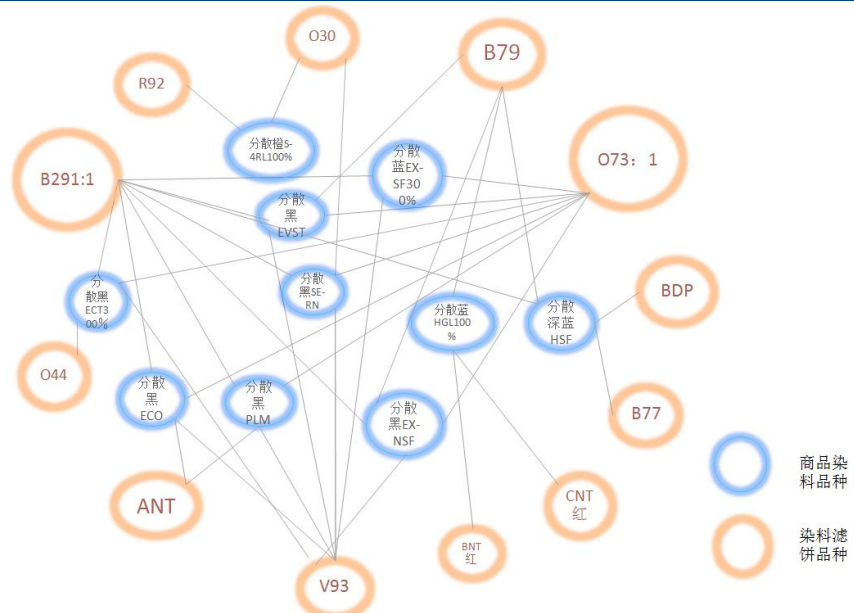 O30
B79
R92
分散橙S-
4RL100%
分散
蓝EX-
SF30
0%
O73：1
B291:1
分散
黑
EVST
分
散黑
ECT3
00%
分散
黑SE-
RN
分散蓝
HGL100
%
分散
深蓝
HSF
BDP
O44
分散
黑
ECO
分散
黑
PLM
分散
黑EX-
NSF
B77
商品染
料品种
ANT
CNT
红
BNT
红
染料滤
饼品种
V93